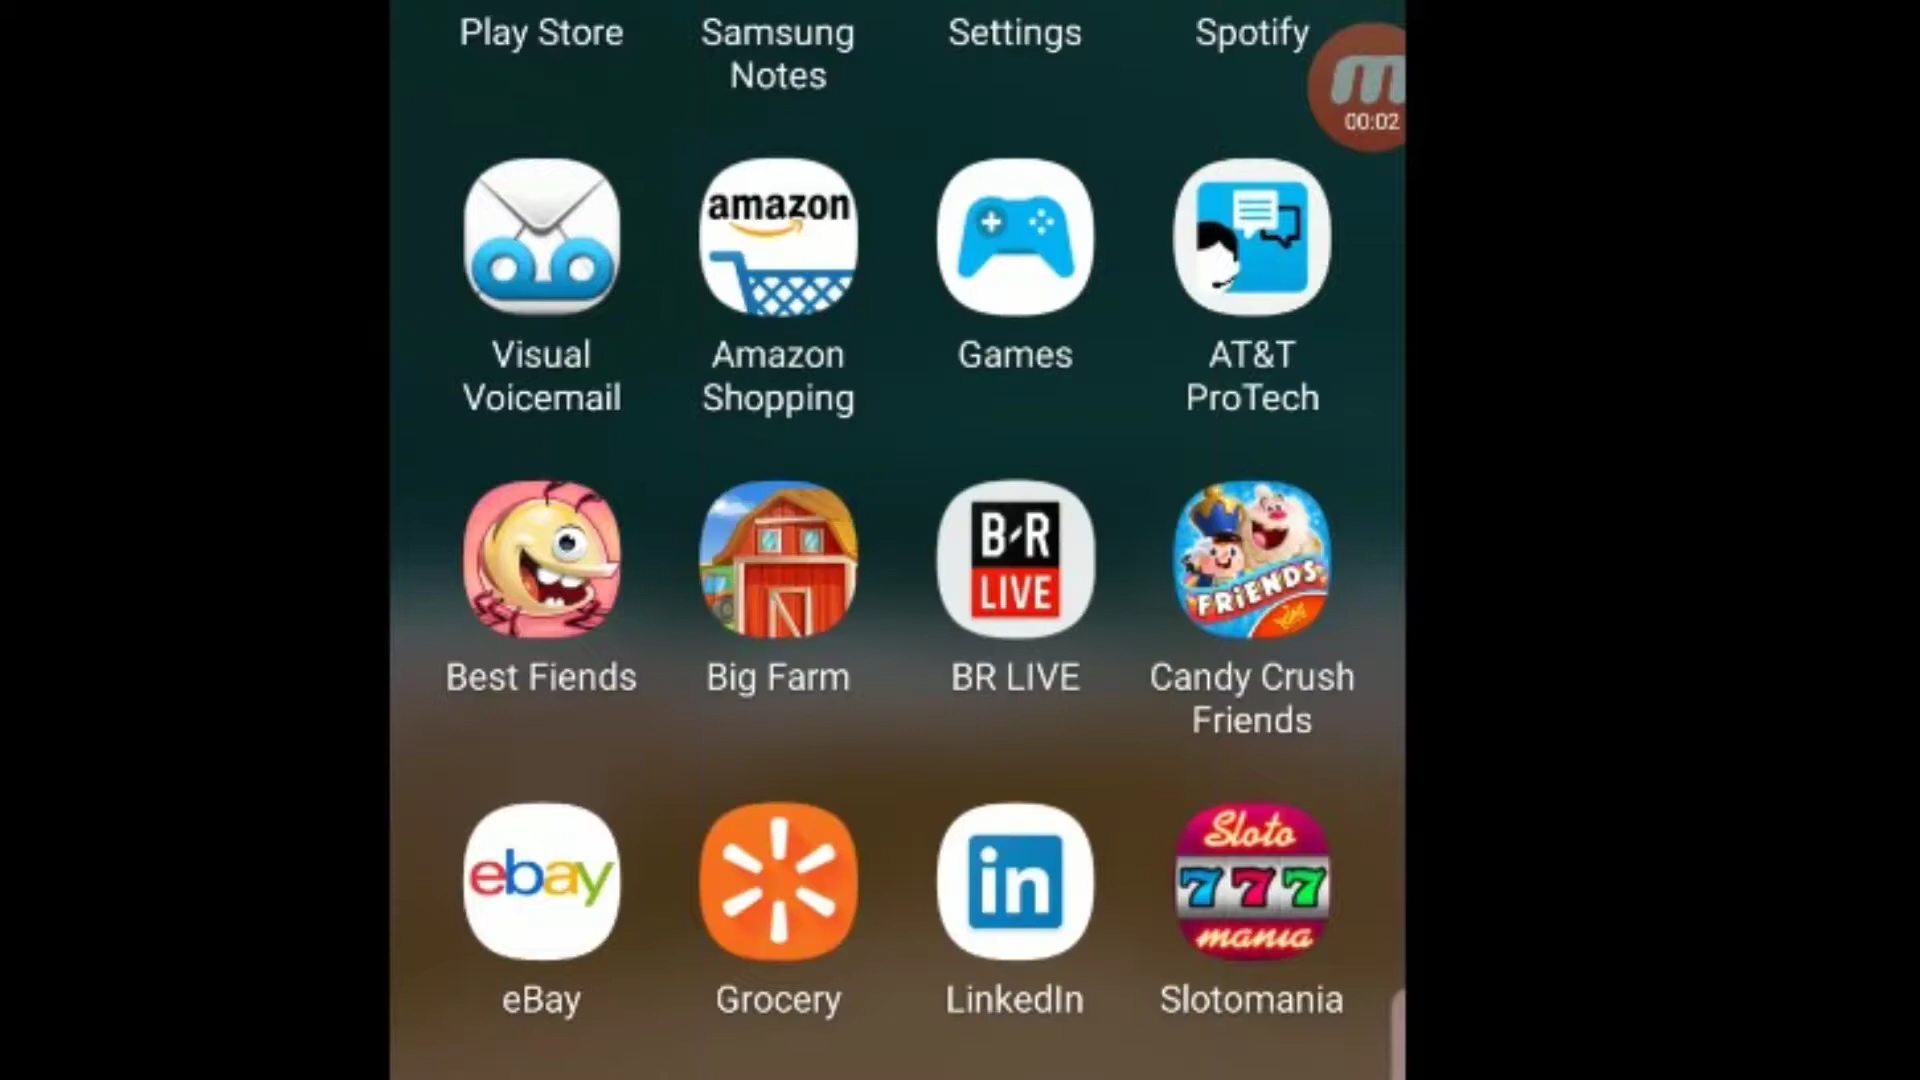 Play Store
Samsung
Notes
Settings
Spotify
m
00:02
amazon
Visual
Voicemail
Amazon
Shopping
Games
AT&T
ProTech
B/R
LIVE
FRIENDS
King
Best Fiends
Big Farm
BR LIVE
Candy Crush
Friends
ebay
in
Sloto
777
mania
eBay
Grocery
LinkedIn
Slotomania